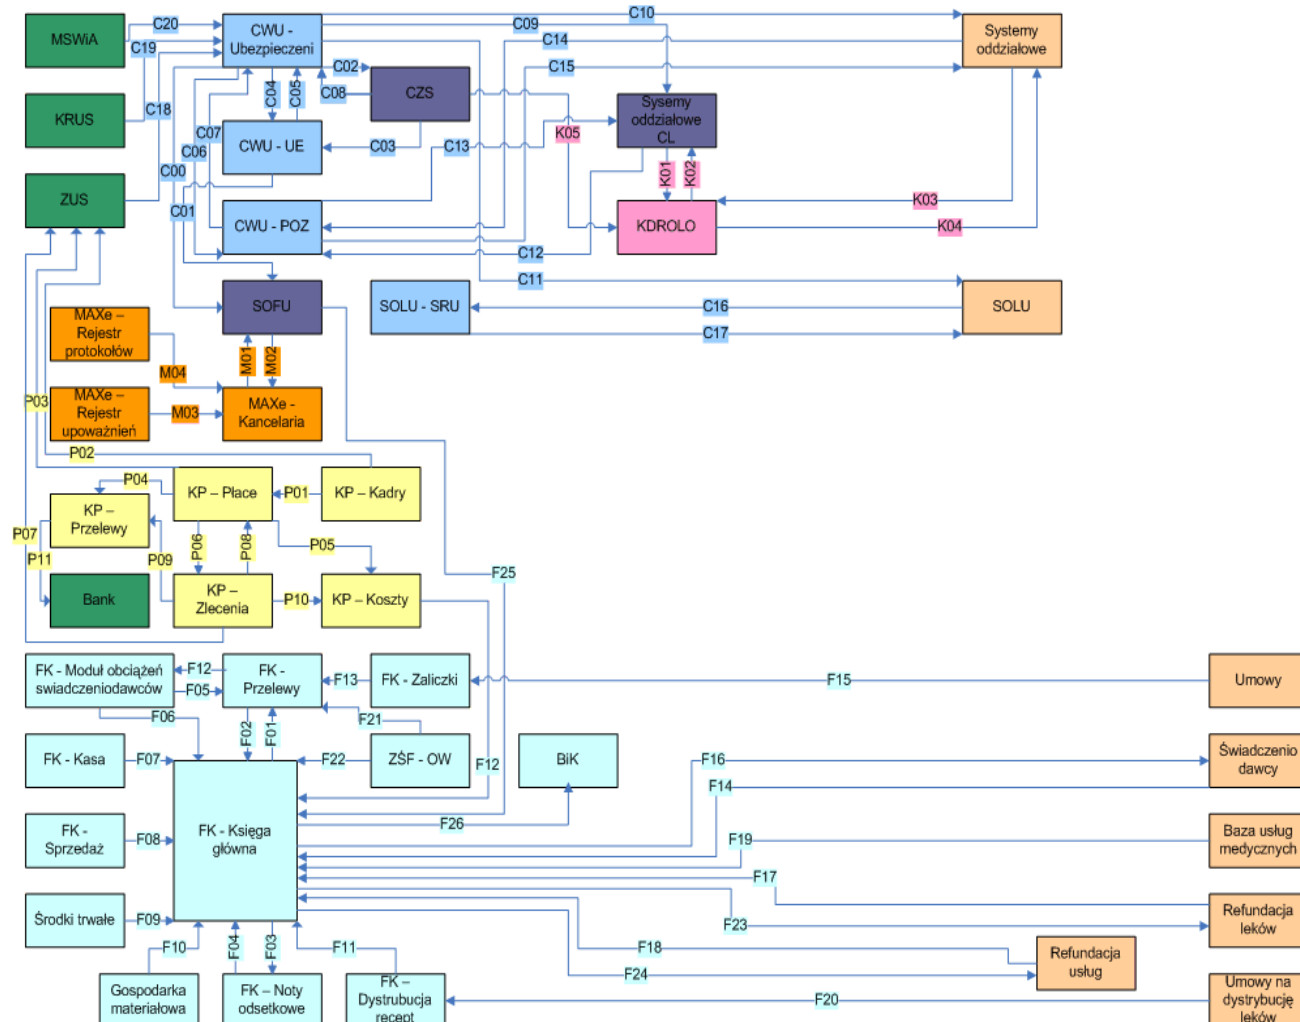 MSWiA
C20
CWU -
Ubezpieczeni
C10
C09
Systemy
oddziałowe
C19
C14
C15
C02
C08
CZS
C04
C05
KRUS
C18
C07
C06
C00
CWU - UE
C03
C13
K05
Sysemy
oddziałowe
CL
K01
K02
ZUS
C01
CWU - POZ
KDROLO
K03
K04
C12
C11
SOFU
SOLU - SRU
C16
C17
SOLU
MAXe –
Rejestr
protokołów
M04
M01
M02
P03
MAXe –
Rejestr
upoważnień
M03
MAXe -
Kancelaria
P02
P04
KP – Płace
P01
KP – Kadry
KP –
Przelewy
P07
P11
P09
P06
P08
P05
F25
Bank
KP –
Zlecenia
P10
KP – Koszty
FK - Moduł obciążeń
swiadczeniodawców
F12
F05
FK -
Przelewy
F13
FK - Zaliczki
F15
Umowy
F06
F02
F01
F21
FK - Kasa
F07
F22
ZŚF - OW
F12
BiK
F16
Świadczenio
dawcy
F14
FK -
Sprzedaż
F08
FK - Księga
główna
F26
F19
Baza usług
medycznych
F17
Środki trwałe
F09
F23
Refundacja
leków
F10
F04
F03
F11
F18
F24
Refundacja
usług
Gospodarka
materiałowa
FK – Noty
odsetkowe
FK –
Dystrubucja
recept
F20
Umowy na
dystrybucję
leków